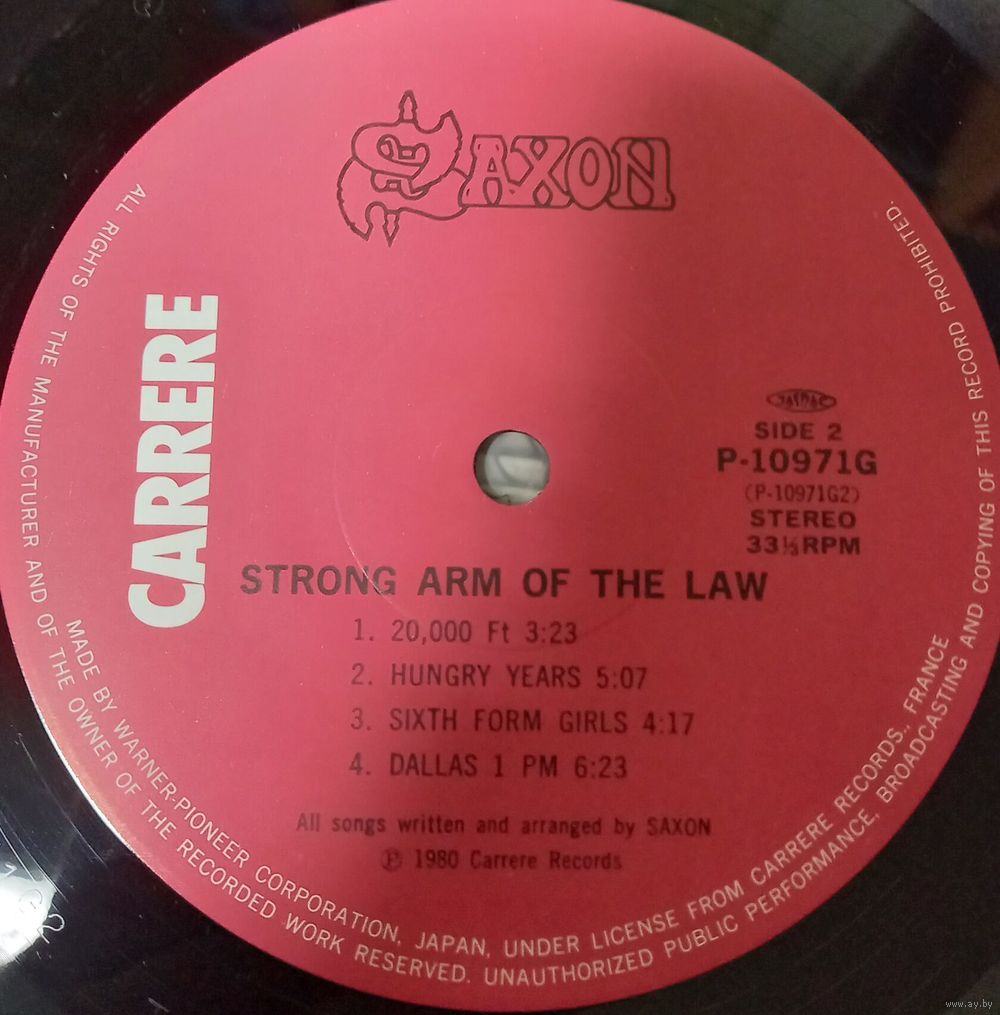 SAXON
CARRERE
JASRAC
SIDE 2
P-10971G
(P-10971G2)
STEREO
33⅓RPM
STRONG ARM OF THE LAW
1. 20,000 Ft 3:23
2. HUNGRY YEARS 5:07
3. SIXTH FORM GIRLS 4:17
4. DALLAS 1 PM 6:23
All songs written and arranged by SAXON
Ⓟ 1980 Carrere Records
MADE BY WARNER-PIONEER CORPORATION, JAPAN, UNDER LICENSE FROM CARRERE RECORDS., FRANCE
ALL RIGHTS OF THE MANUFACTURER AND OF THE OWNER OF THE RECORDED WORK RESERVED. UNAUTHORIZED PUBLIC PERFORMANCE, BROADCASTING AND COPYING OF THIS RECORD PROHIBITED.
www.ay.by